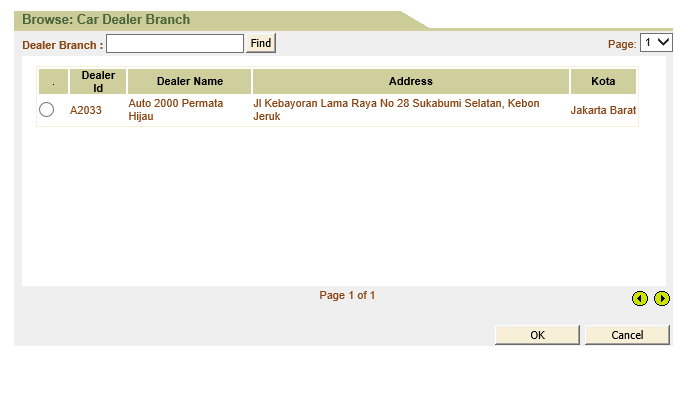 Browse: Car Dealer Branch
Dealer Branch : Find Page: 1
. Dealer Id Dealer Name Address Kota
A2033 Auto 2000 Permata Hijau Jl Kebayoran Lama Raya No 28 Sukabumi Selatan, Kebon Jeruk Jakarta Barat
Page 1 of 1
OK Cancel